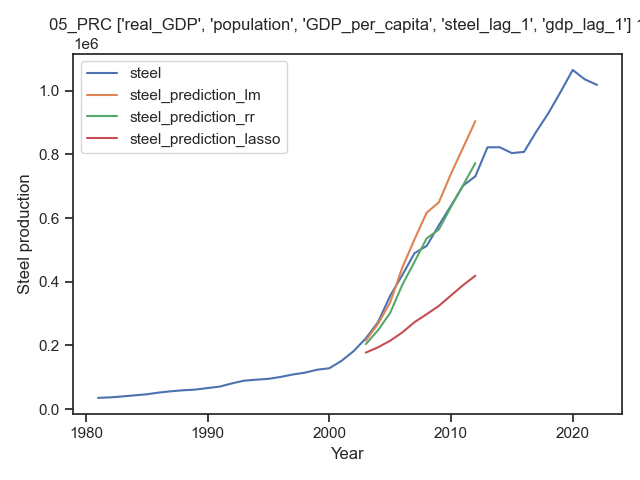 05_PRC ['real_GDP', 'population', 'GDP_per_capita', 'steel_lag_1', 'gdp_lag_1']
1e6
steel
steel_prediction_lm
steel_prediction_rr
steel_prediction_lasso
1.0
0.8
0.6
0.4
0.2
0.0
Steel production
1980
1990
2000
2010
2020
Year